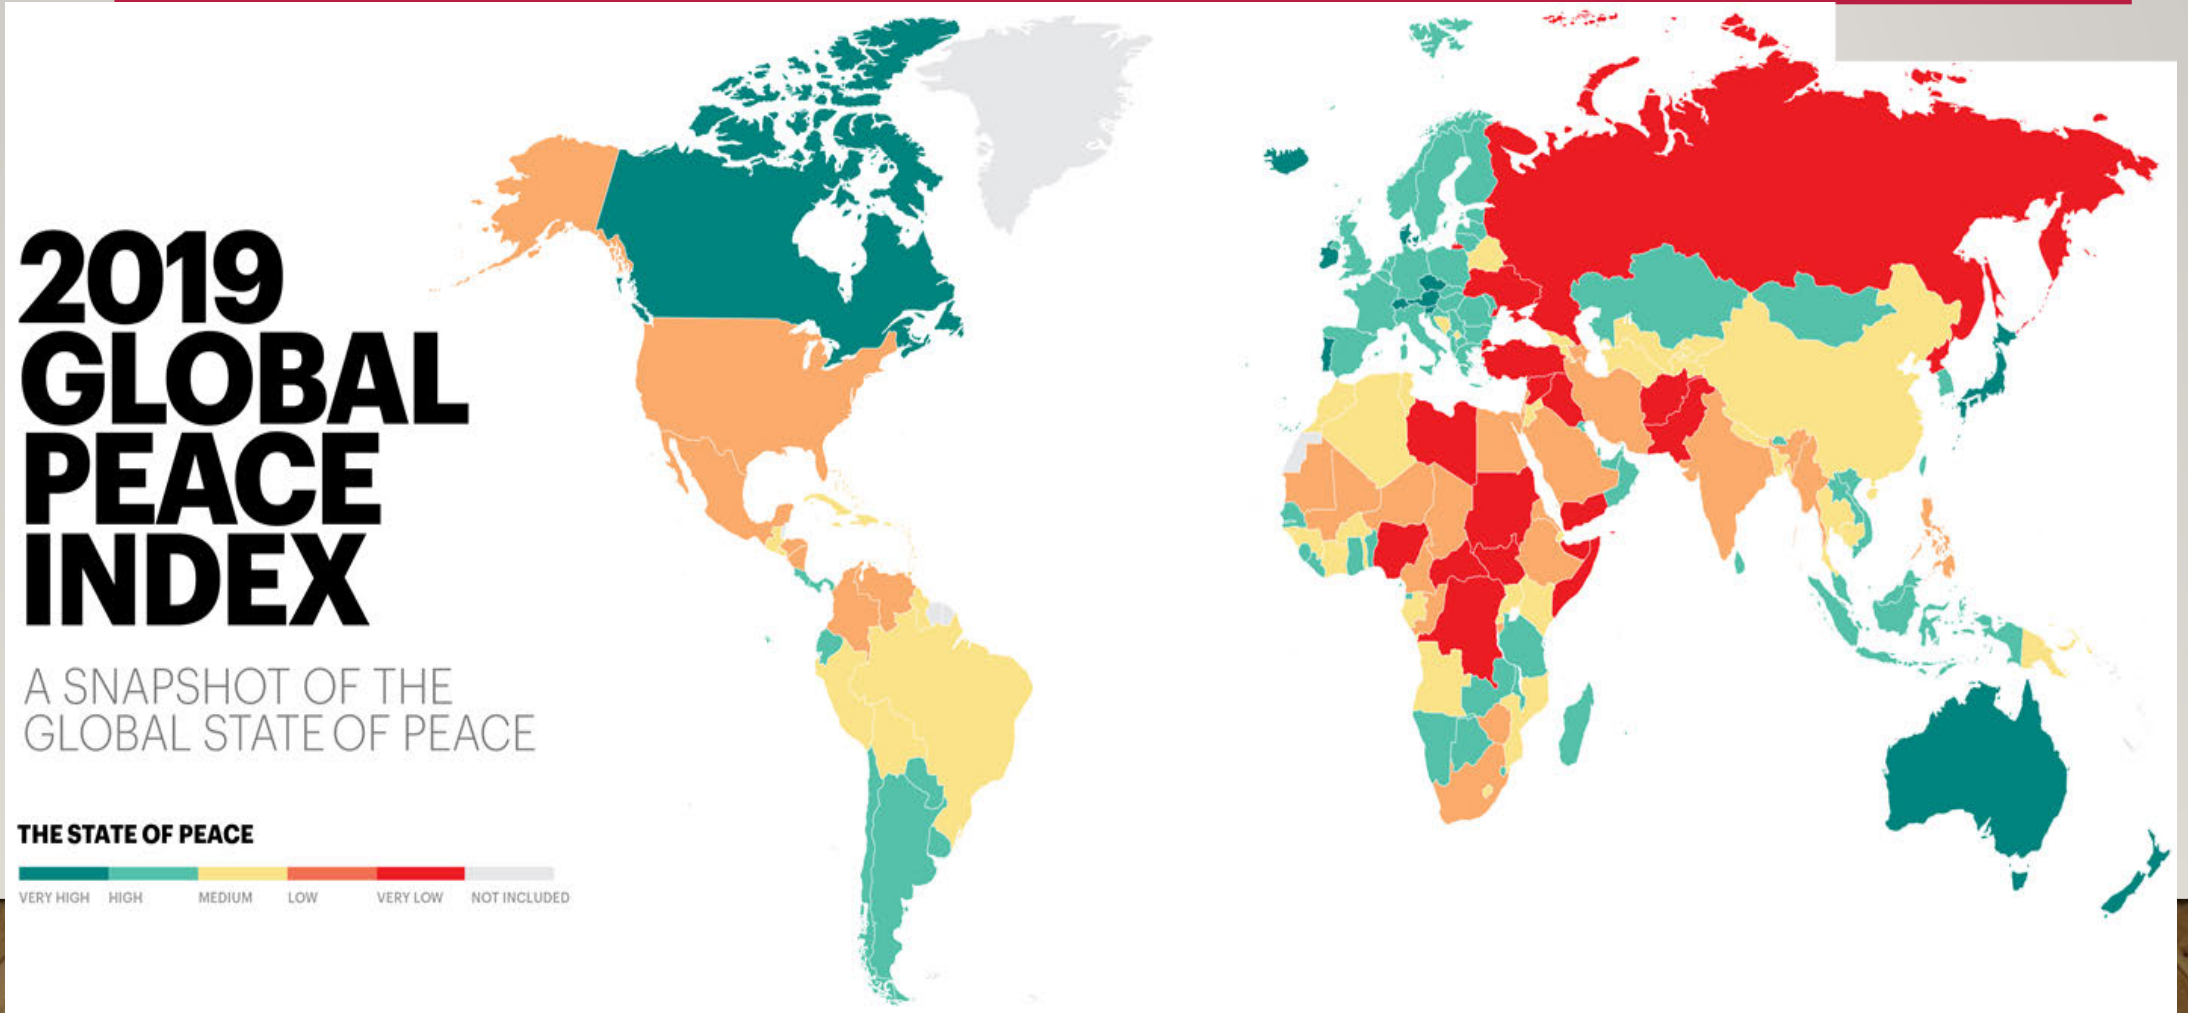 2019
GLOBAL
PEACE
INDEX
A SNAPSHOT OF THE
GLOBAL STATE OF PEACE
THE STATE OF PEACE
VERY HIGH HIGH MEDIUM LOW VERY LOW NOT INCLUDED